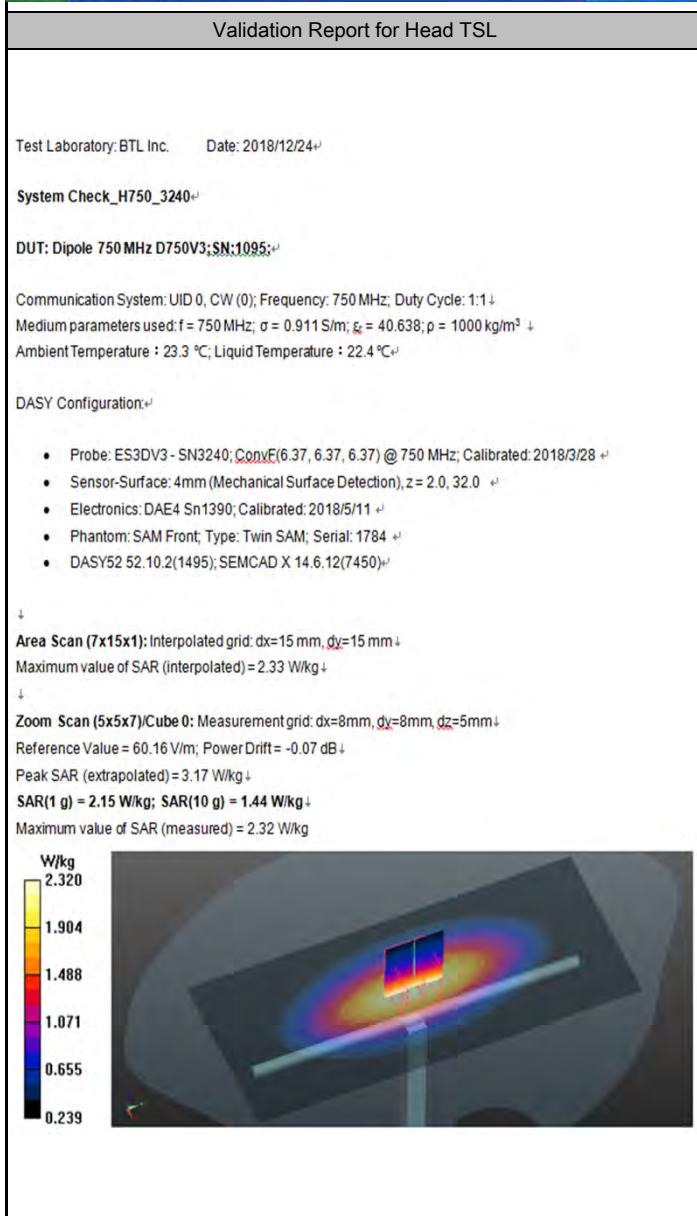 Validation Report for Head TSL
Test Laboratory: BTL Inc. Date: 2018/12/24↵
System Check_H750_3240↵
DUT: Dipole 750 MHz D750V3;SN:1095;↵
Communication System: UID 0, CW (0); Frequency: 750 MHz; Duty Cycle: 1:1↓
Medium parameters used: f = 750 MHz; σ = 0.911 S/m; εr = 40.638; ρ = 1000 kg/m³ ↓
Ambient Temperature：23.3 ℃; Liquid Temperature：22.4 ℃↵
DASY Configuration:↵
• Probe: ES3DV3 - SN3240; ConvF(6.37, 6.37, 6.37) @ 750 MHz; Calibrated: 2018/3/28 ↵
• Sensor-Surface: 4mm (Mechanical Surface Detection), z = 2.0, 32.0 ↵
• Electronics: DAE4 Sn1390; Calibrated: 2018/5/11 ↵
• Phantom: SAM Front; Type: Twin SAM; Serial: 1784 ↵
• DASY52 52.10.2(1495); SEMCAD X 14.6.12(7450)↵
↓
Area Scan (7x15x1): Interpolated grid: dx=15 mm, dy=15 mm↓
Maximum value of SAR (interpolated) = 2.33 W/kg↓
↓
Zoom Scan (5x5x7)/Cube 0: Measurement grid: dx=8mm, dy=8mm, dz=5mm↓
Reference Value = 60.16 V/m; Power Drift = -0.07 dB↓
Peak SAR (extrapolated) = 3.17 W/kg↓
SAR(1 g) = 2.15 W/kg; SAR(10 g) = 1.44 W/kg↓
Maximum value of SAR (measured) = 2.32 W/kg
W/kg
2.320
1.904
1.488
1.071
0.655
0.239